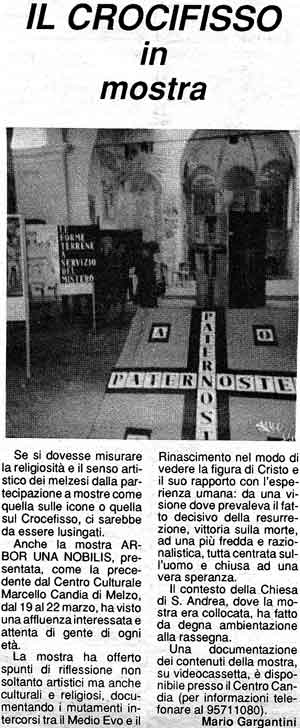 IL CROCIFISSO
in
mostra
LE
FORME
TERRENE
A
SERVIZIO
DEL
MISTERO
A O
PATERNOSTE
PATERNOST
Se si dovesse misurare
la religiosità e il senso arti-
stico dei melzesi dalla par-
tecipazione a mostre come
quella sulle icone o quella
sul Crocefisso, ci sarebbe
da essere lusingati.
Anche la mostra AR-
BOR UNA NOBILIS, pre-
sentata, come la prece-
dente dal Centro Culturale
Marcello Candia di Melzo,
dal 19 al 22 marzo, ha visto
una affluenza interessata e
attenta di gente di ogni
età.
La mostra ha offerto
spunti di riflessione non
soltanto artistici ma anche
culturali e religiosi, docu-
mentando i mutamenti in-
tercorsi tra il Medio Evo e il
Rinascimento nel modo di
vedere la figura di Cristo e
il suo rapporto con l'espe-
rienza umana: da una vi-
sione dove prevaleva il fat-
to decisivo della resurre-
zione, vittoria sulla morte,
ad una più fredda e razio-
nalistica, tutta centrata sul-
l'uomo e chiusa ad una
vera speranza.
Il contesto della Chiesa
di S. Andrea, dove la mo-
stra era collocata, ha fatto
da degna ambientazione
alla rassegna.
Una documentazione
dei contenuti della mostra,
su videocassetta, è dispo-
nibile presso il Centro Can-
dia (per informazioni tele-
fonare al 95711080).
Mario Gargantini